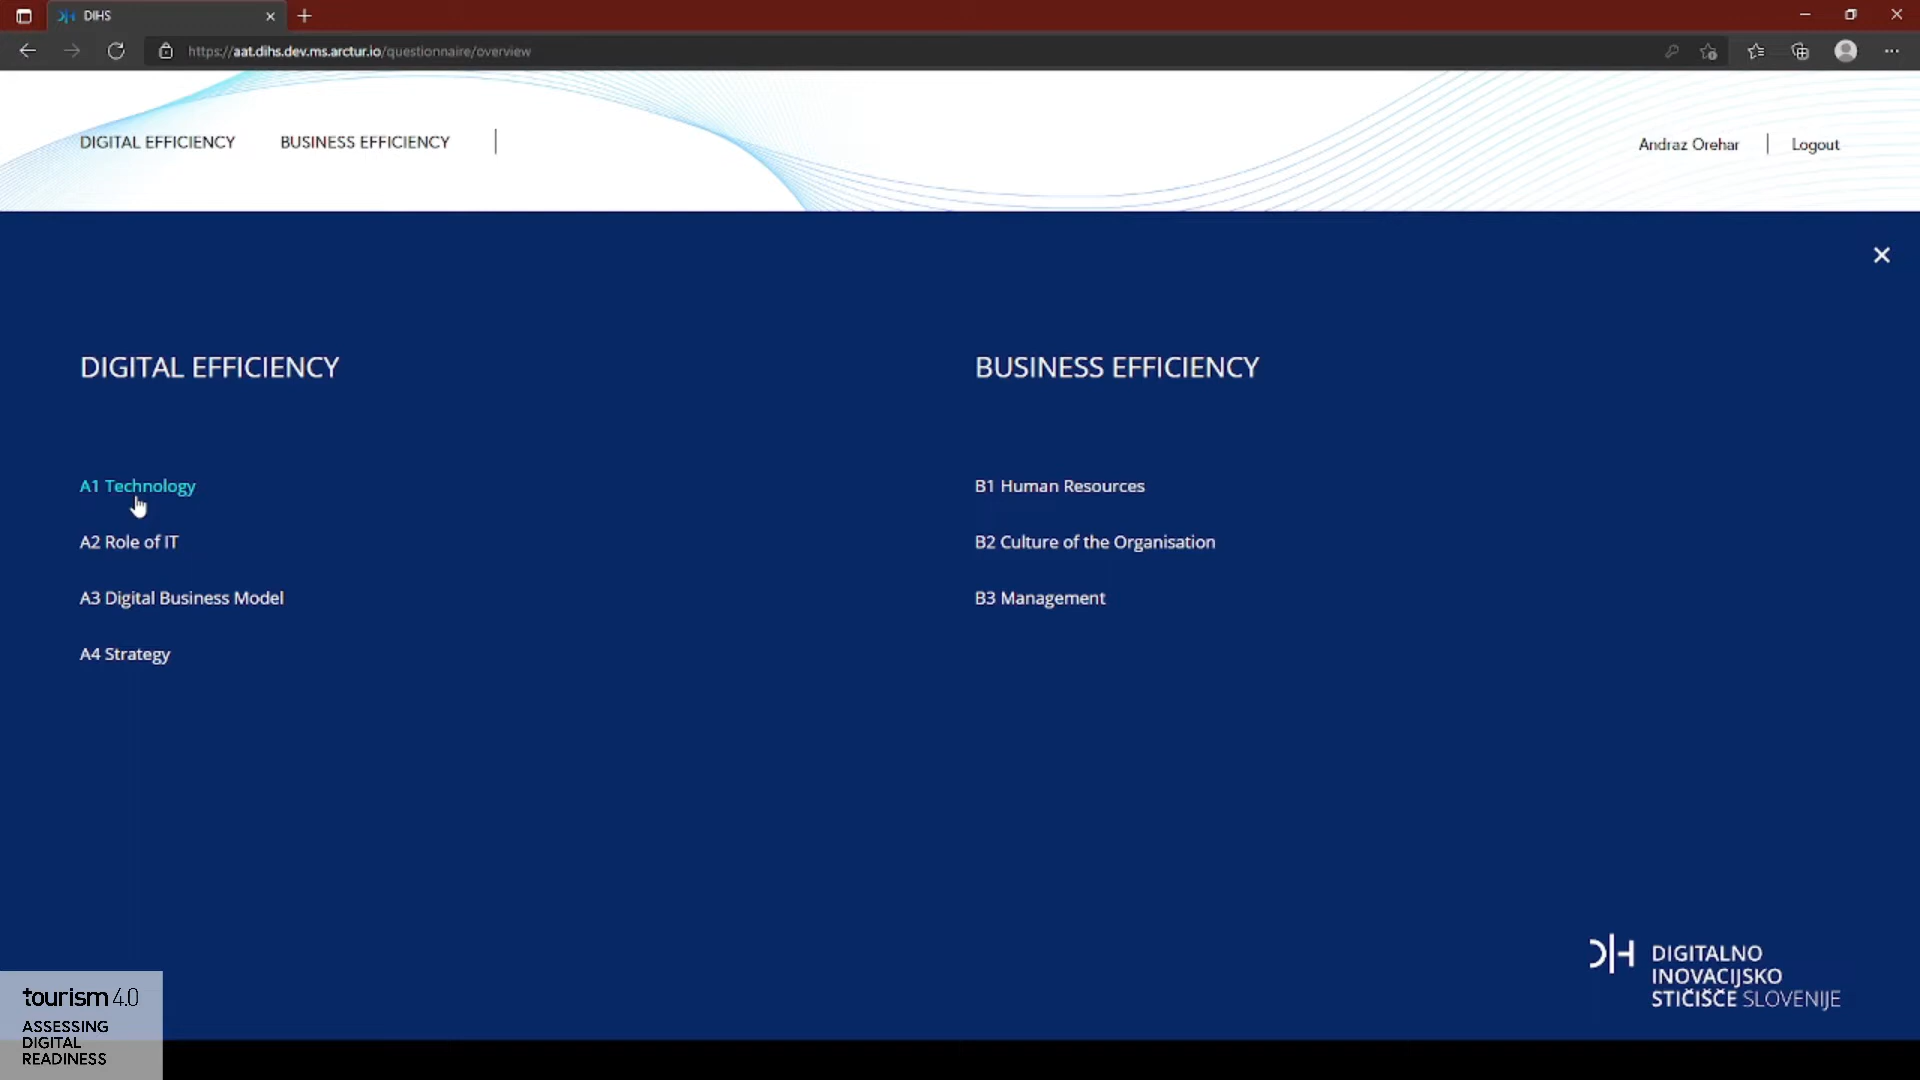 DIHS
https://aat.dihs.dev.ms.arctur.io/questionnaire/overview
DIGITAL EFFICIENCY
BUSINESS EFFICIENCY
Andraz Orehar
Logout
DIGITAL EFFICIENCY
A1 Technology
A2 Role of IT
A3 Digital Business Model
A4 Strategy
BUSINESS EFFICIENCY
B1 Human Resources
B2 Culture of the Organisation
B3 Management
DIGITALNO
INOVACIJSKO
STIČIŠČE SLOVENIJE
tourism 4.0
ASSESSING
DIGITAL
READINESS